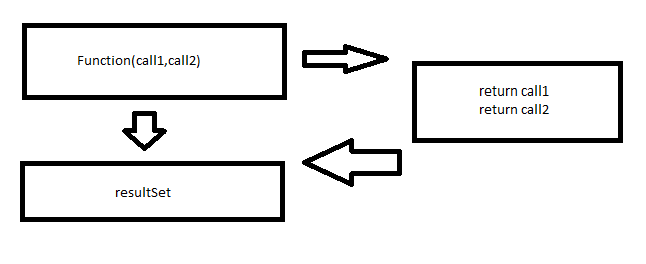 Function(call1,call2)
return call1
return call2
resultSet